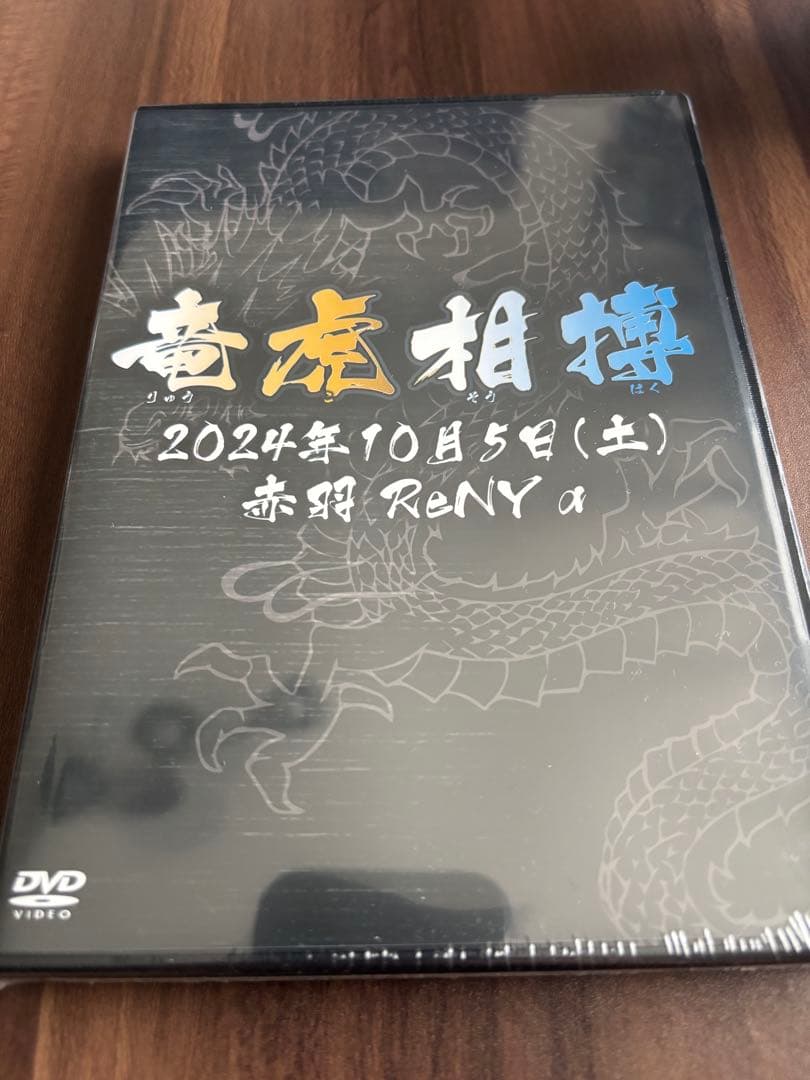 竜虎相搏
りゅう こ そう はく
2024年10月5日(土)
赤羽 ReNY α
DVD
VIDEO